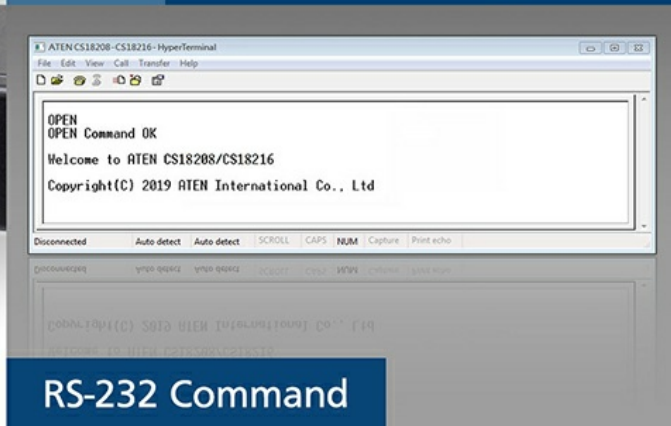 ATEN CS18208-CS18216- HyperTerminal
File Edit View Call Transfer Help
OPEN
OPEN Command OK
Welcome to ATEN CS18208/CS18216
Copyright(C) 2019 ATEN International Co., Ltd
Disconnected Auto detect Auto detect SCROLL CAPS NUM Capture Print echo
RS-232 Command